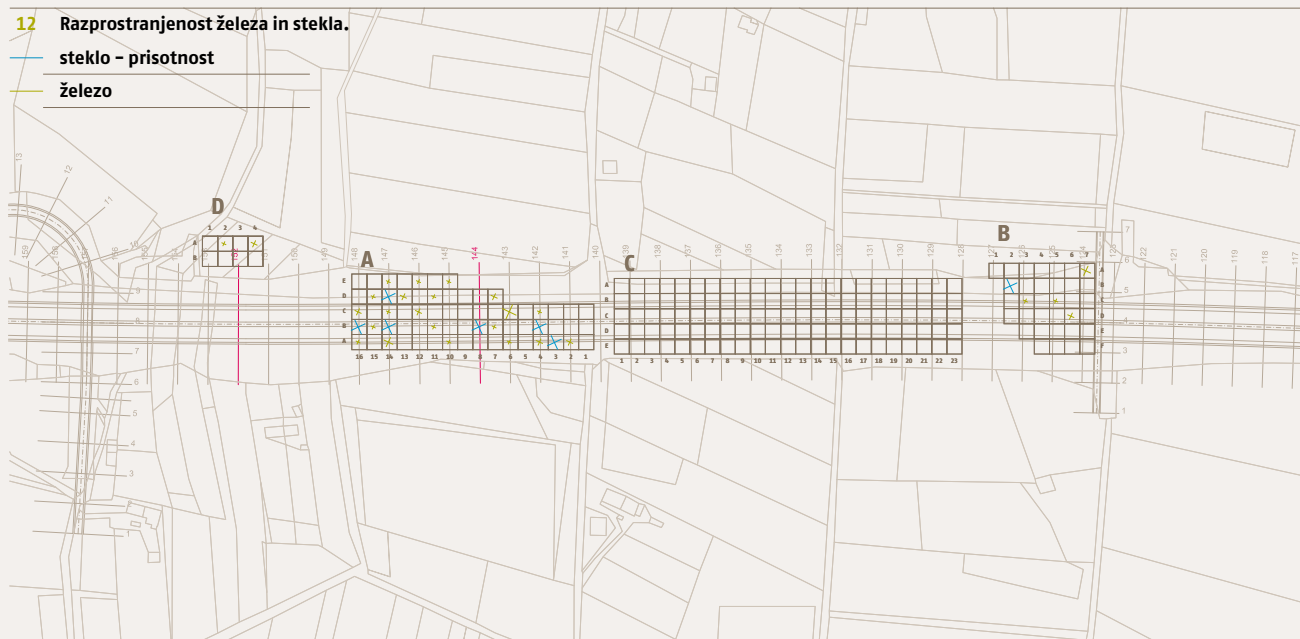 12 Razprostranjenost železa in stekla.
steklo – prisotnost
železo
13
12
11
10
D
1 2 3 4
A
B
A
C
B
159
148 147 146 145 144 143 142 141 140 139 138 137 136 135 134 133 132 131 130 129 128 127
122 121 120 119 118 117
E
D
C
B
A
16 15 14 13 12 11 10 9 8 7 6 5 4 3 2 1
A
B
C
D
E
1 2 3 4 5 6 7 8 9 10 11 12 13 14 15 16 17 18 19 20 21 22 23
1 2 3 4 5 6 7
A
B
C
D
E
F
9
8
7
6
5
4
3
2
1
7
6
5
4
3
2
1